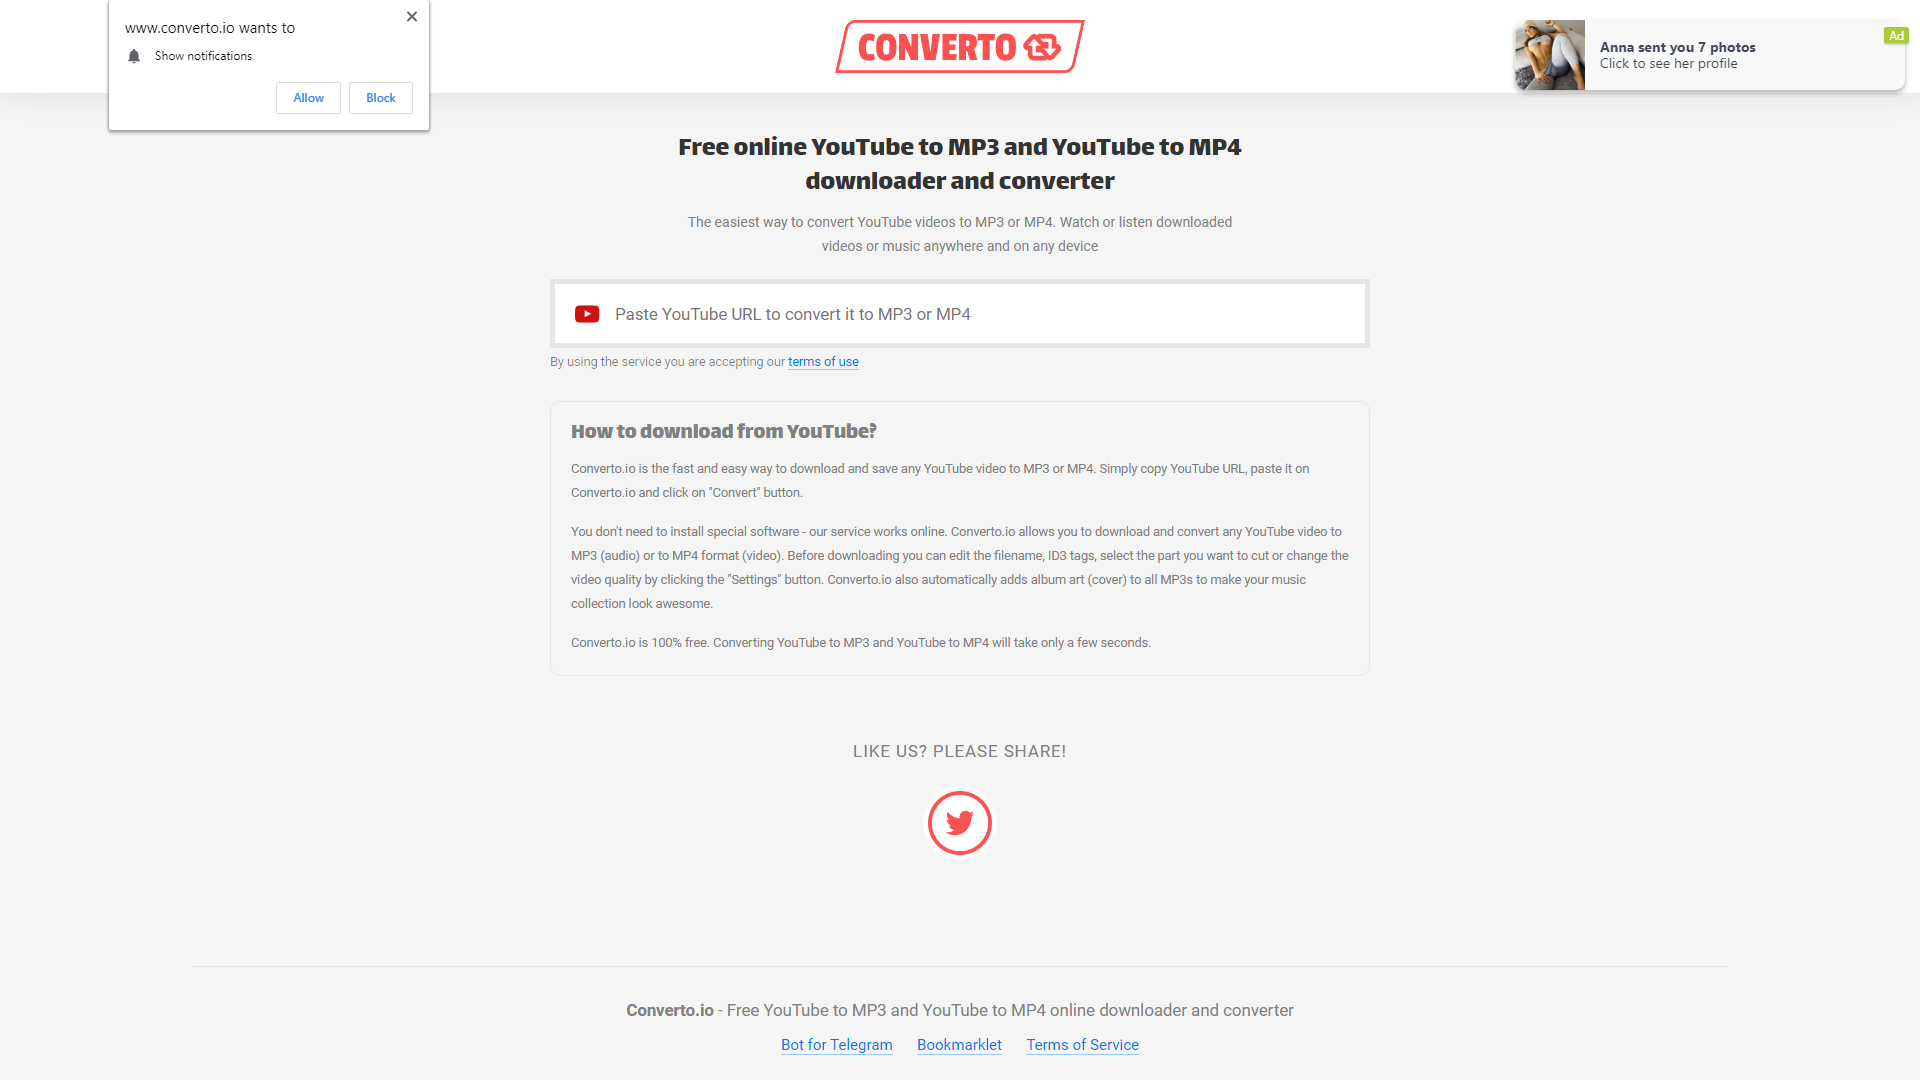 www.converto.io wants to
Show notifications
Allow
Block
CONVERTO
Anna sent you 7 photos
Click to see her profile
Ad
Free online YouTube to MP3 and YouTube to MP4
downloader and converter
The easiest way to convert YouTube videos to MP3 or MP4. Watch or listen downloaded
videos or music anywhere and on any device
Paste YouTube URL to convert it to MP3 or MP4
By using the service you are accepting our terms of use
How to download from YouTube?
Converto.io is the fast and easy way to download and save any YouTube video to MP3 or MP4. Simply copy YouTube URL, paste it on
Converto.io and click on "Convert" button.
You don't need to install special software - our service works online. Converto.io allows you to download and convert any YouTube video to
MP3 (audio) or to MP4 format (video). Before downloading you can edit the filename, ID3 tags, select the part you want to cut or change the
video quality by clicking the "Settings" button. Converto.io also automatically adds album art (cover) to all MP3s to make your music
collection look awesome.
Converto.io is 100% free. Converting YouTube to MP3 and YouTube to MP4 will take only a few seconds.
LIKE US? PLEASE SHARE!
Converto.io - Free YouTube to MP3 and YouTube to MP4 online downloader and converter
Bot for Telegram Bookmarklet Terms of Service